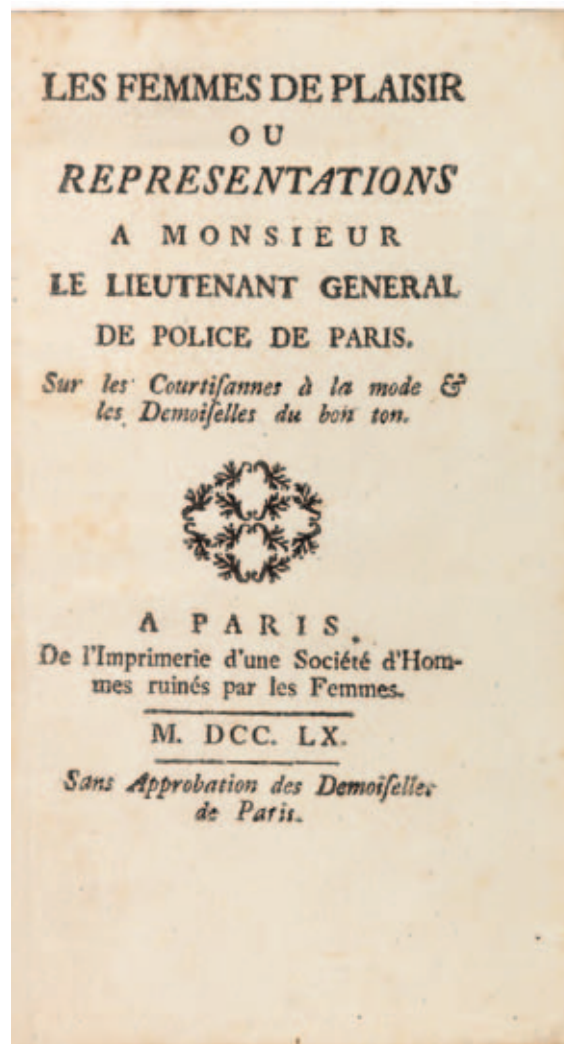 LES FEMMES DE PLAISIR
OU
REPRESENTATIONS
A MONSIEUR
LE LIEUTENANT GENERAL
DE POLICE DE PARIS.
Sur les Courtiſannes à la mode &
les Demoiſelles du bon ton.
A PARIS.
De l'Imprimerie d'une Société d'Hom-
mes ruinés par les Femmes.
M. DCC. LX.
Sans Approbation des Demoiſelles
de Paris.